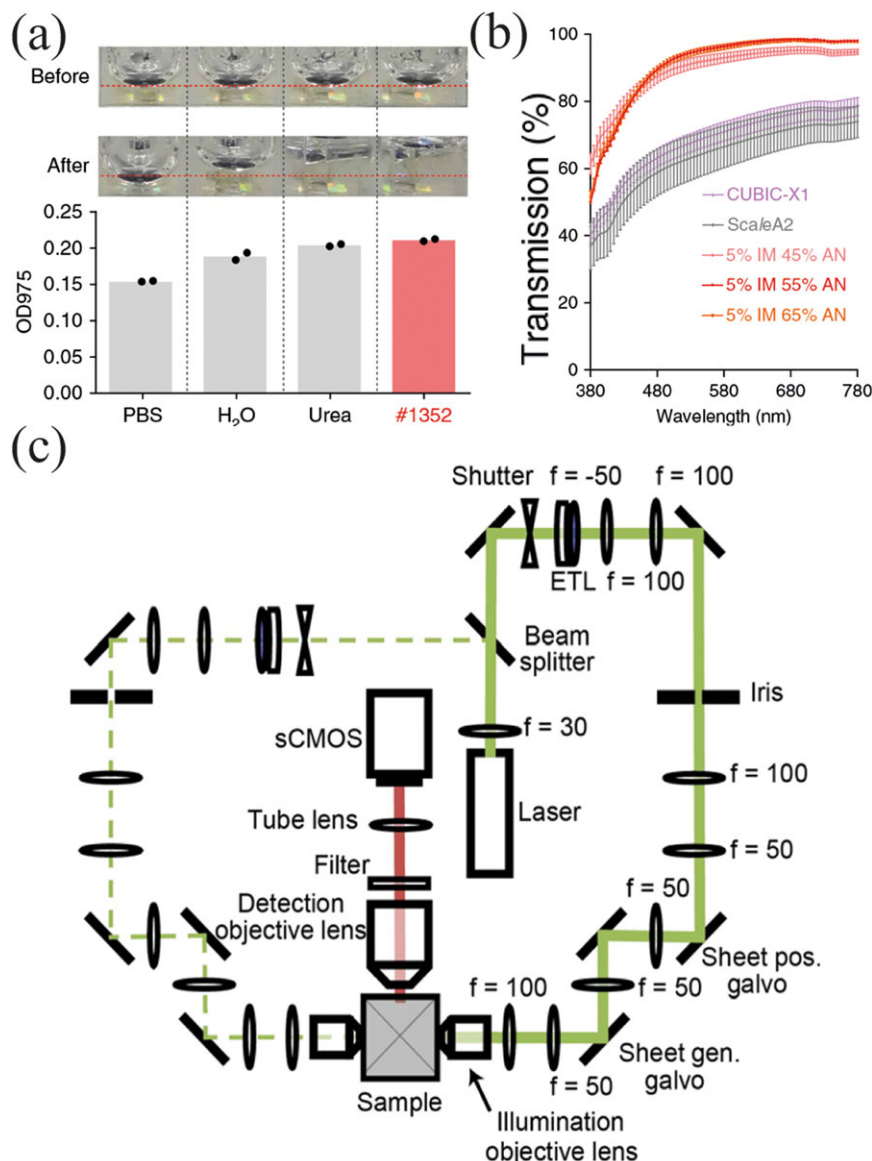 (a)
Before
After
OD975
0.25
0.20
0.15
0.10
0.05
0.00
PBS
H₂O
Urea
#1352
(b)
Transmission (%)
100
80
60
40
20
0
CUBIC-X1
ScaleA2
5% IM 45% AN
5% IM 55% AN
5% IM 65% AN
380
480
580
680
780
Wavelength (nm)
(c)
Shutter
f = -50
f = 100
ETL
f = 100
Beam
splitter
Iris
sCMOS
f = 30
f = 100
Tube lens
Laser
Filter
f = 50
Detection
objective lens
f = 50
Sheet pos.
galvo
f = 100
f = 50
Sheet gen.
galvo
f = 50
Sample
Illumination
objective lens